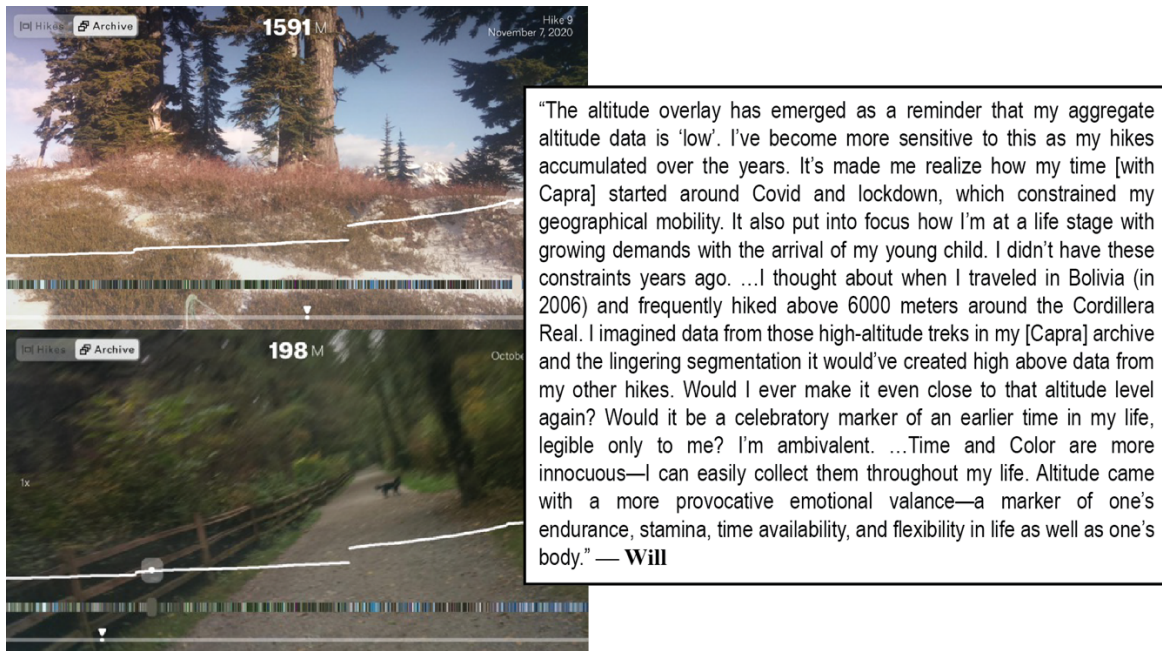 Hikes
Archive
1591 M
Hike 9
November 7, 2020
Hikes
Archive
198 M
Octobe
1x
“The altitude overlay has emerged as a reminder that my aggregate
altitude data is ‘low’. I’ve become more sensitive to this as my hikes
accumulated over the years. It’s made me realize how my time [with
Capra] started around Covid and lockdown, which constrained my
geographical mobility. It also put into focus how I’m at a life stage with
growing demands with the arrival of my young child. I didn’t have these
constraints years ago. …I thought about when I traveled in Bolivia (in
2006) and frequently hiked above 6000 meters around the Cordillera
Real. I imagined data from those high-altitude treks in my [Capra] archive
and the lingering segmentation it would’ve created high above data from
my other hikes. Would I ever make it even close to that altitude level
again? Would it be a celebratory marker of an earlier time in my life,
legible only to me? I’m ambivalent. …Time and Color are more
innocuous—I can easily collect them throughout my life. Altitude came
with a more provocative emotional valance—a marker of one’s
endurance, stamina, time availability, and flexibility in life as well as one’s
body.” — Will